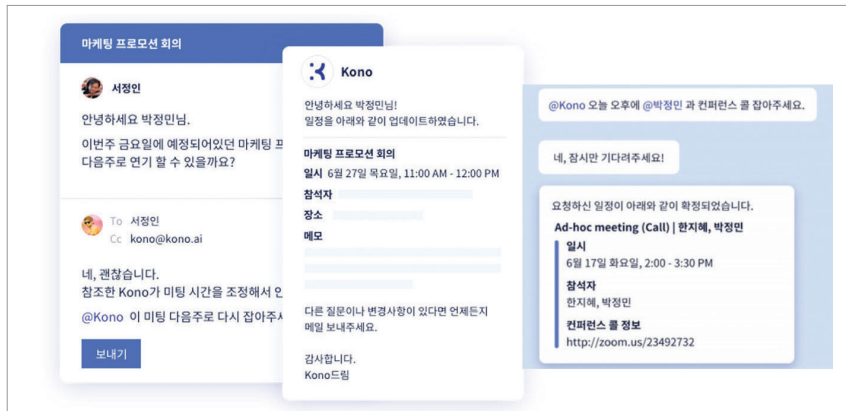 마케팅 프로모션 회의
서정인
안녕하세요 박정민님.
이번주 금요일에 예정되어있던 마케팅
다음주로 연기 할 수 있을까요?
To 서정인
Cc kono@kono.ai
네, 괜찮습니다.
참조한 Kono가 미팅 시간을 조정해서
@Kono 이 미팅 다음주로 다시
보내기
Kono
안녕하세요 박정민님!
일정을 아래와 같이 업데이트하였습니다.
마케팅 프로모션 회의
일시 6월 27일 목요일, 11:00 AM - 12:00 PM
참석자
장소
메모
다른 질문이나 변경사항이 있다면 언제든지
메일 보내주세요.
감사합니다.
Kono드림
@Kono 오늘 오후에 @박정민 과 컨퍼런스 콜 잡아주세요.
네, 잠시만 기다려주세요!
요청하신 일정이 아래와 같이 확정되었습니다.
Ad-hoc meeting (Call) | 한지혜, 박정민
일시
6월 17일 화요일, 2:00 - 3:30 PM
참석자
한지혜, 박정민
컨퍼런스 콜 정보
http://zoom.us/23492732